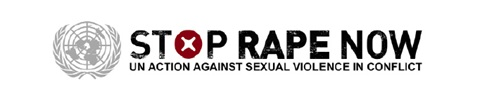 STOP RAPE NOW
UN ACTION AGAINST SEXUAL VIOLENCE IN CONFLICT